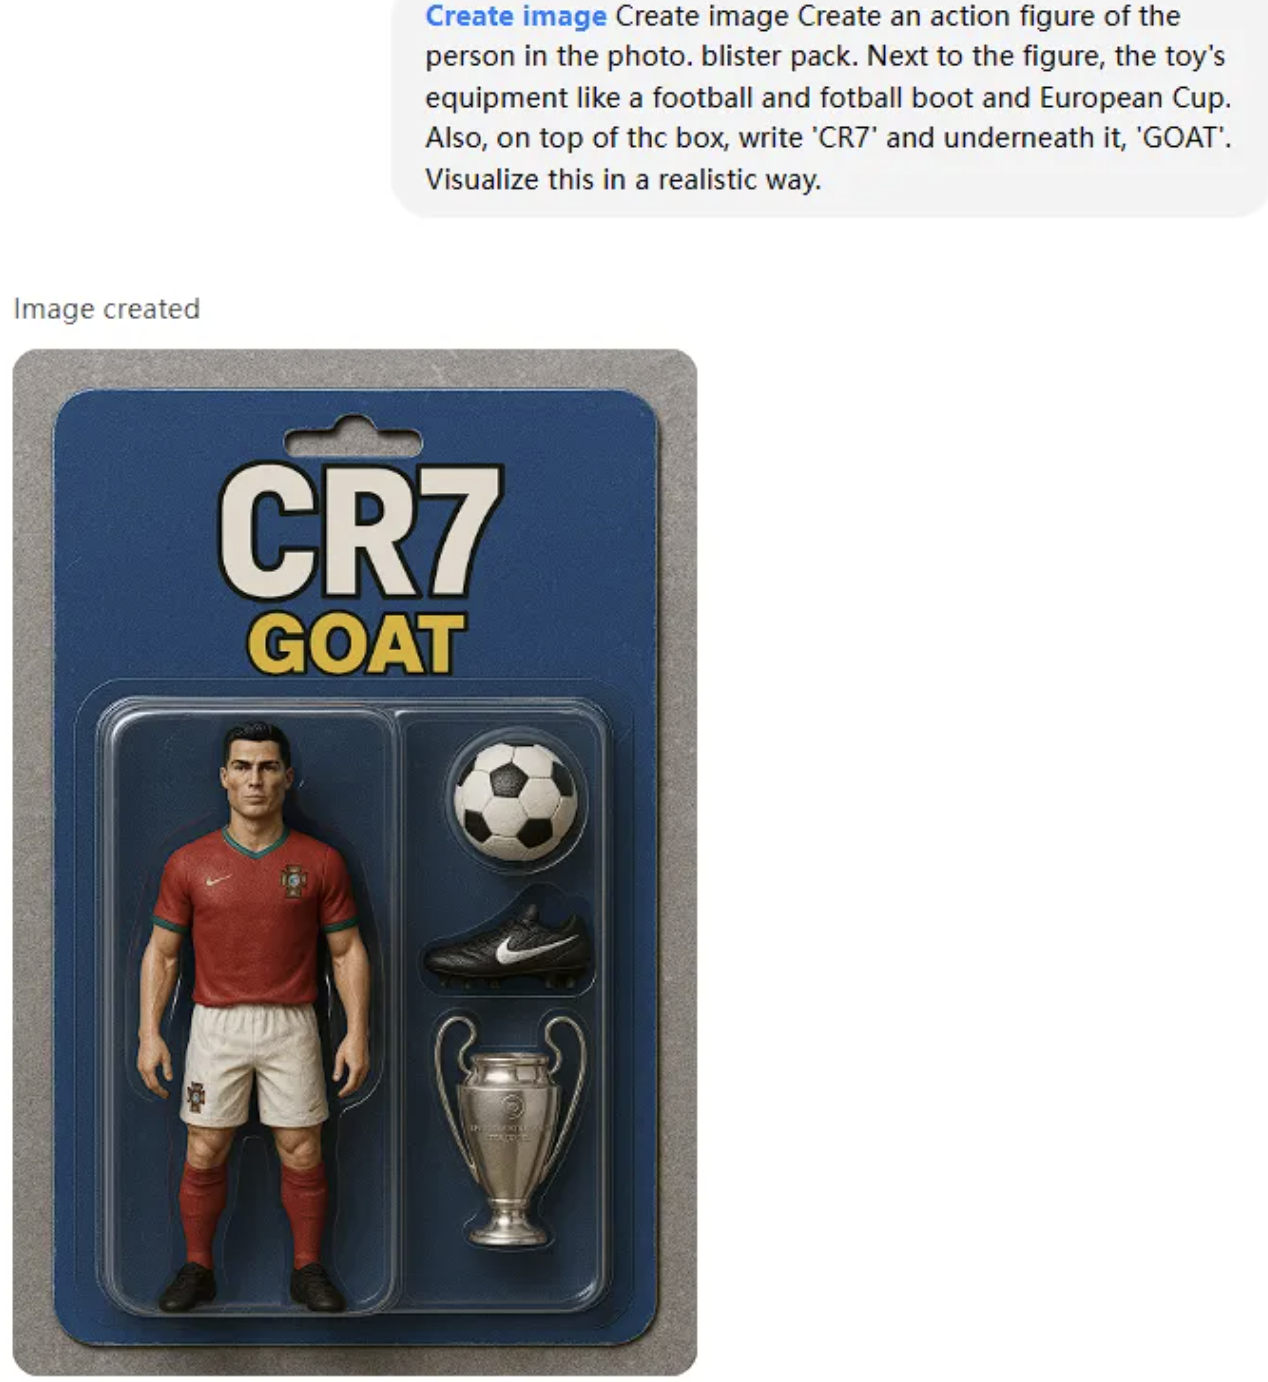 Create image Create image Create an action figure of the
person in the photo. blister pack. Next to the figure, the toy's
equipment like a football and fotball boot and European Cup.
Also, on top of thc box, write 'CR7' and underneath it, 'GOAT'.
Visualize this in a realistic way.
Image created
CR7
GOAT